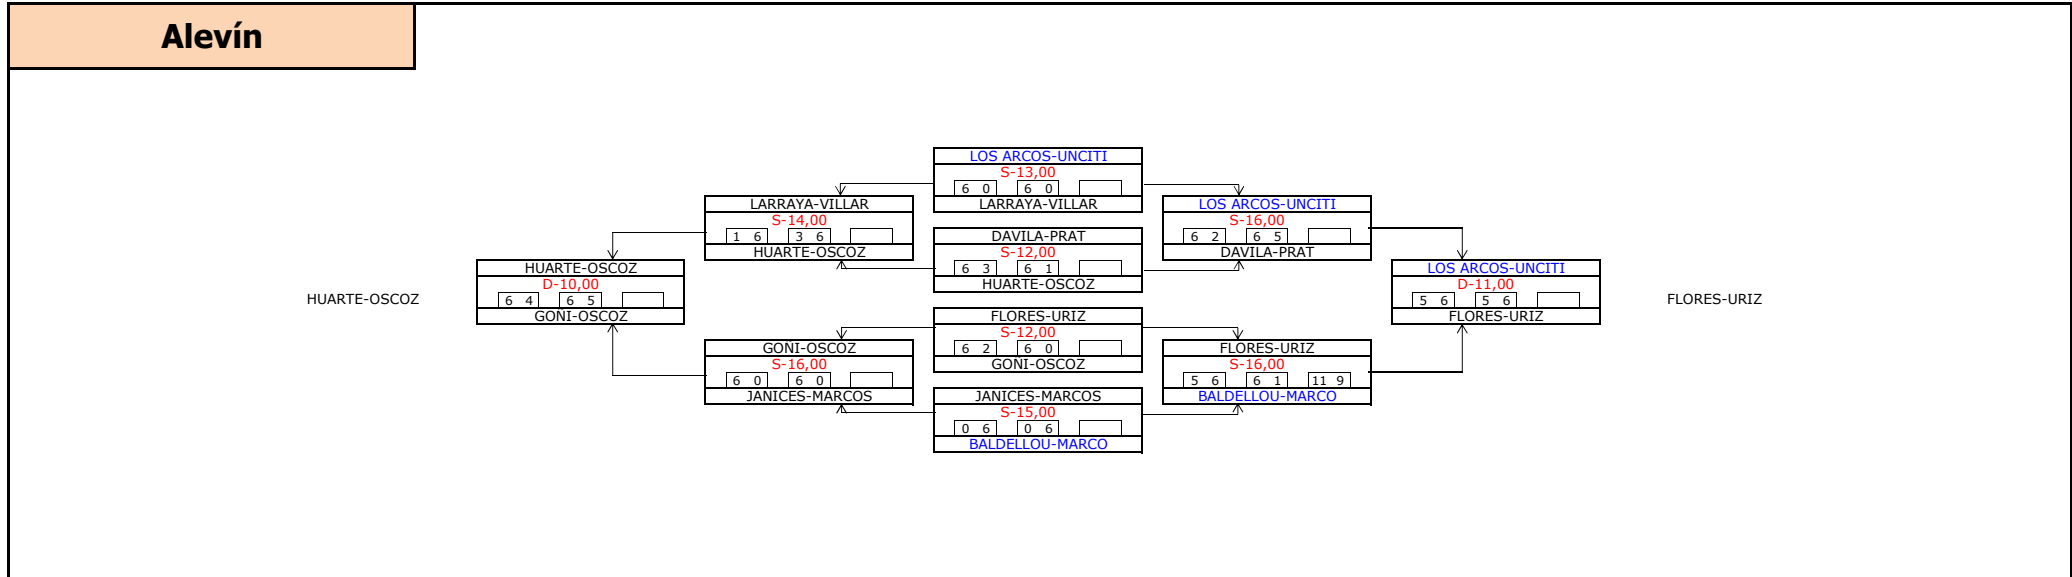 Alevín
LOS ARCOS-UNCITI
S-13,00
6 0 6 0
LARRAYA-VILLAR
LARRAYA-VILLAR
S-14,00
1 6 3 6
HUARTE-OSCOZ
LOS ARCOS-UNCITI
S-16,00
6 2 6 5
DAVILA-PRAT
DAVILA-PRAT
S-12,00
6 3 6 1
HUARTE-OSCOZ
HUARTE-OSCOZ
HUARTE-OSCOZ
D-10,00
6 4 6 5
GOÑI-OSCOZ
LOS ARCOS-UNCITI
D-11,00
5 6 5 6
FLORES-URIZ
FLORES-URIZ
FLORES-URIZ
S-12,00
6 2 6 0
GOÑI-OSCOZ
GOÑI-OSCOZ
S-16,00
6 0 6 0
JANICES-MARCOS
FLORES-URIZ
S-16,00
5 6 6 1 11 9
BALDELLOU-MARCO
JANICES-MARCOS
S-15,00
0 6 0 6
BALDELLOU-MARCO